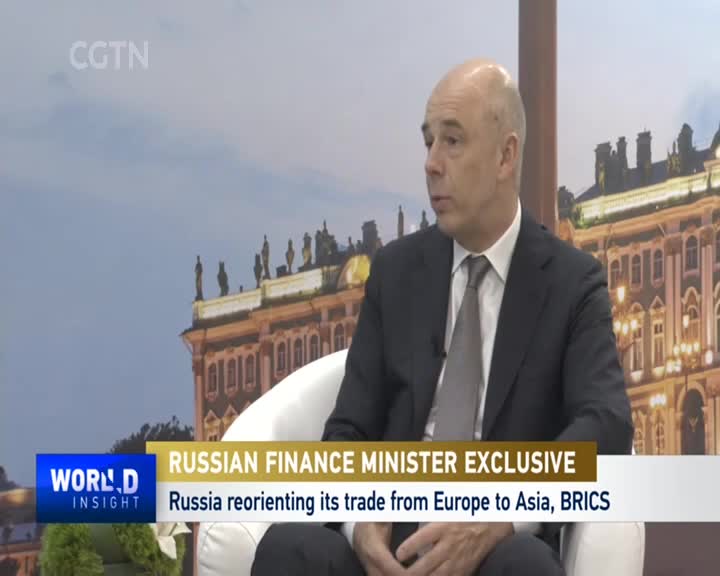 CGTN
RUSSIAN FINANCE MINISTER EXCLUSIVE
WORLD
INSIGHT
Russia reorienting its trade from Europe to Asia, BRICS